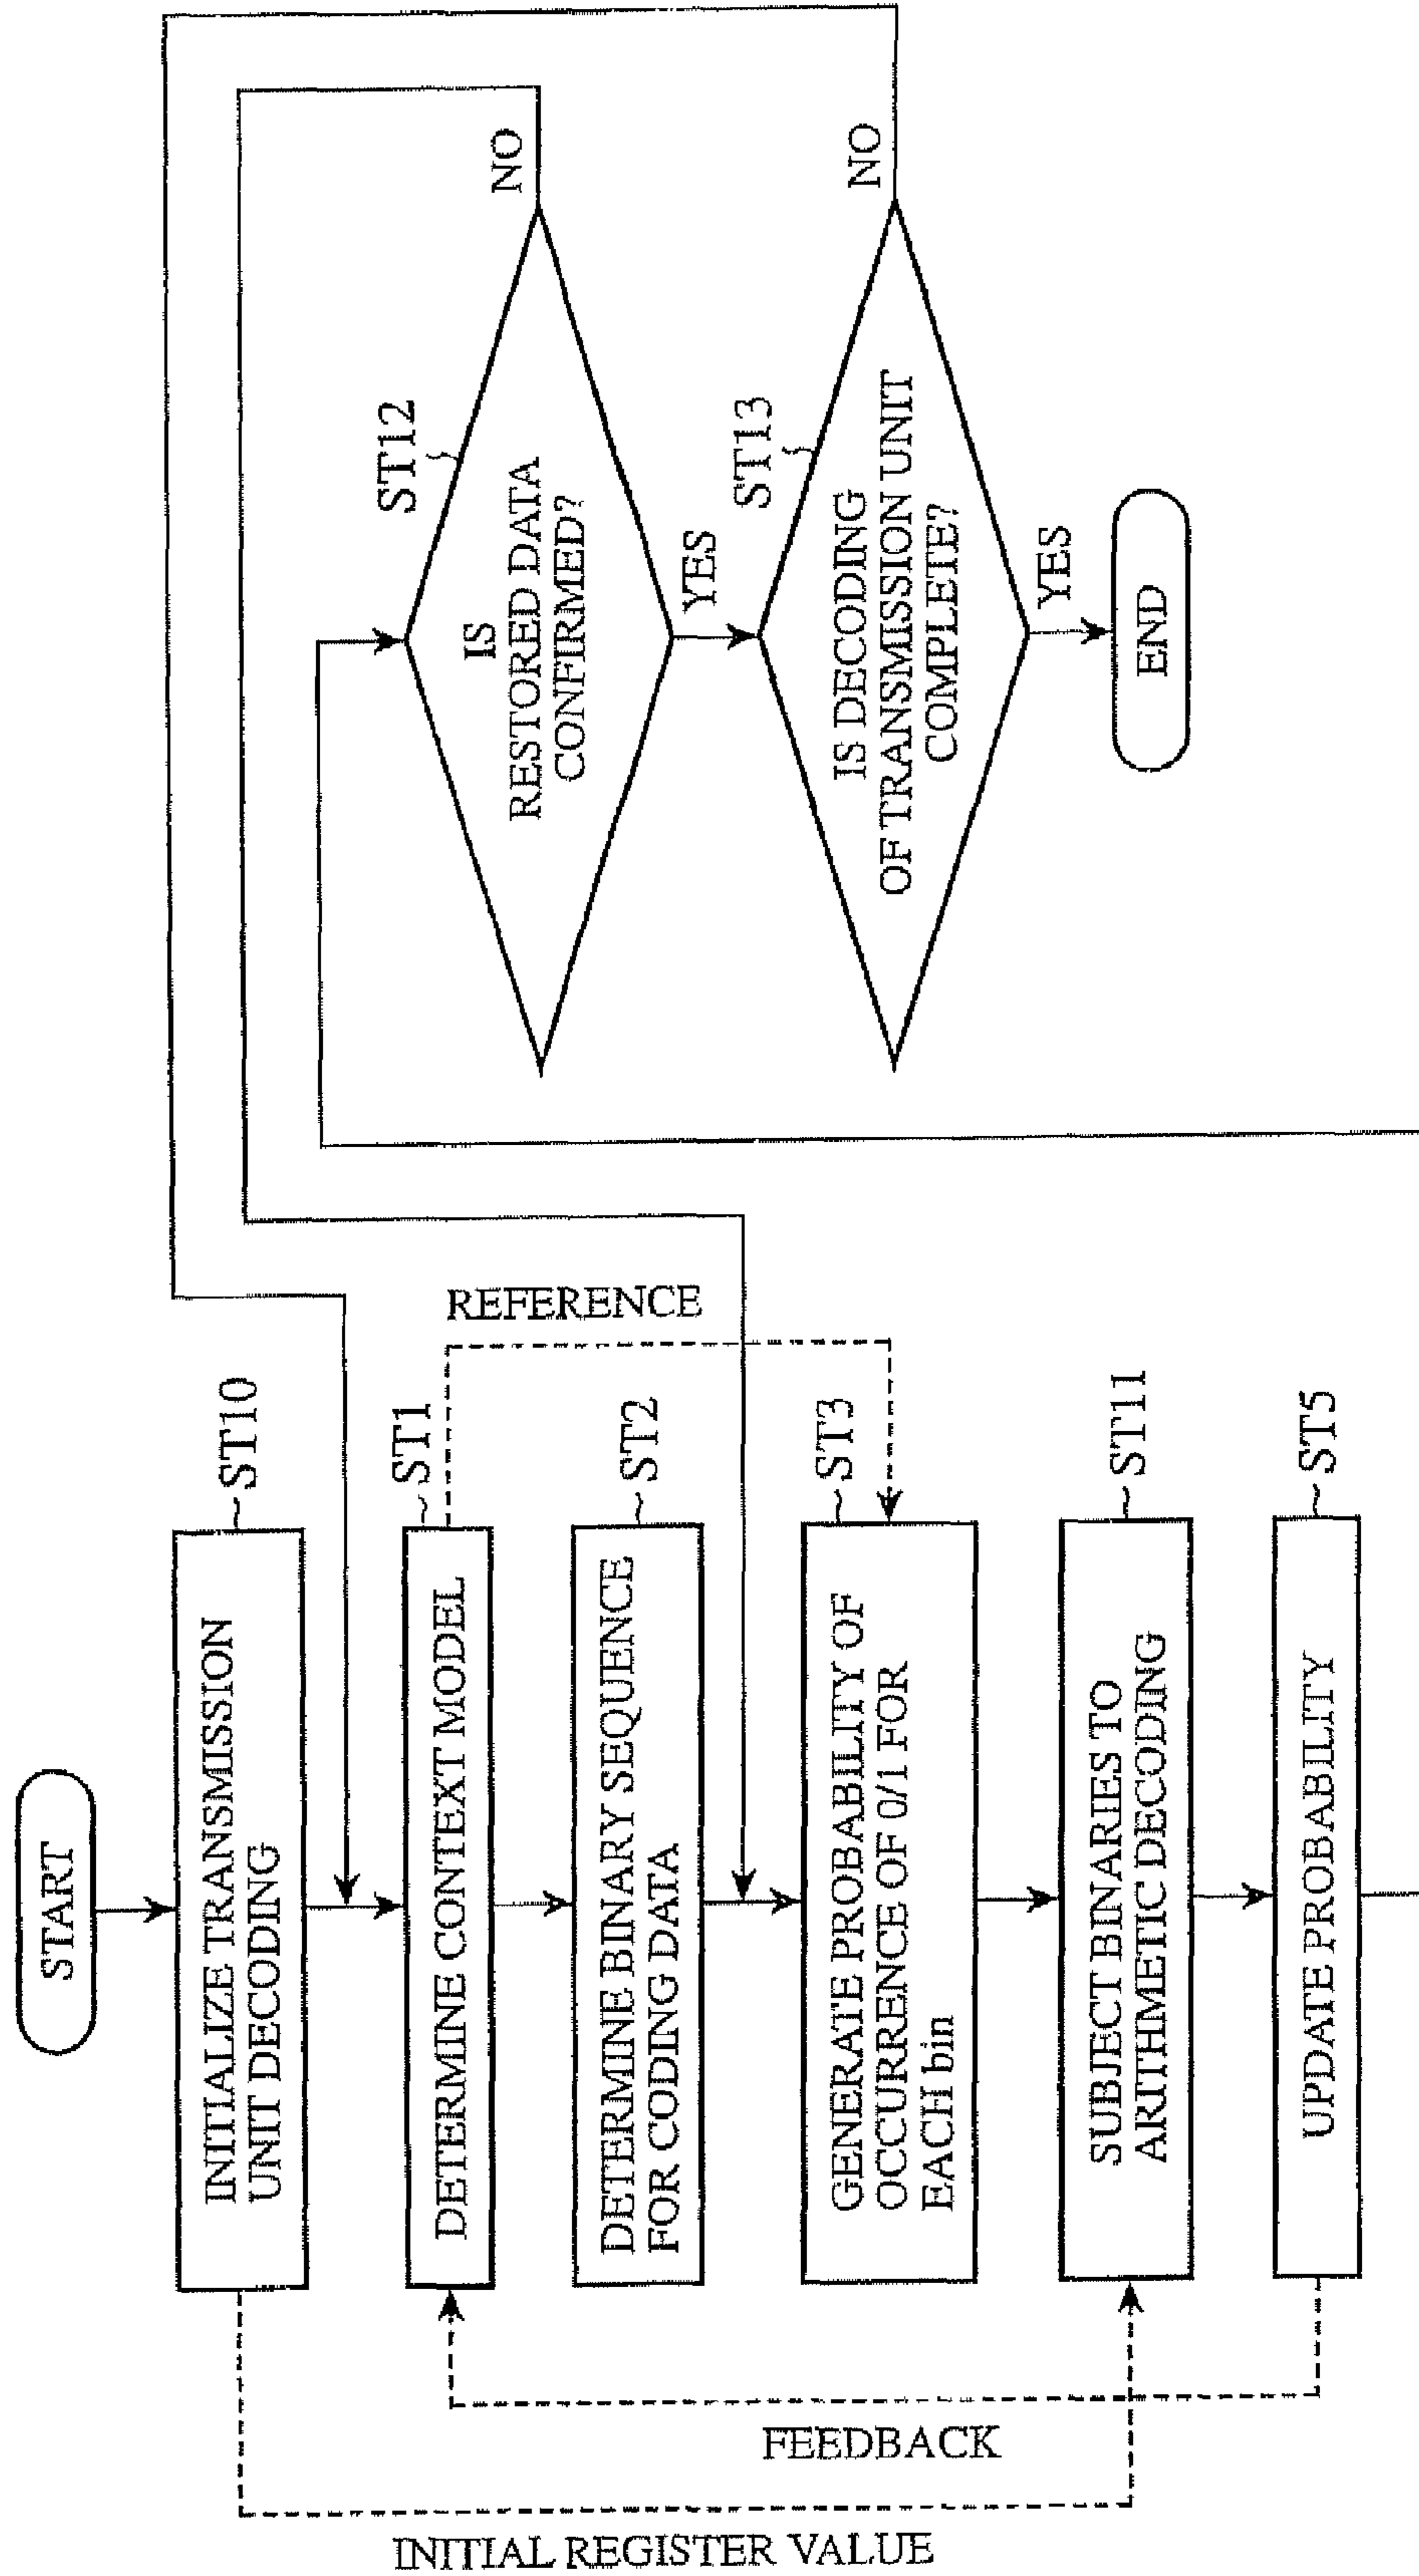 START
INITIALIZE TRANSMISSION
UNIT DECODING
~ST10
DETERMINE CONTEXT MODEL
~ST1
REFERENCE
DETERMINE BINARY SEQUENCE
FOR CODING DATA
~ST2
GENERATE PROBABILITY OF
OCCURRENCE OF 0/1 FOR
EACH bin
~ST3
SUBJECT BINARIES TO
ARITHMETIC DECODING
~ST11
UPDATE PROBABILITY
~ST5
FEEDBACK
INITIAL REGISTER VALUE
ST12
IS
RESTORED DATA
CONFIRMED?
NO
YES
ST13
IS DECODING
OF TRANSMISSION UNIT
COMPLETE?
NO
YES
END